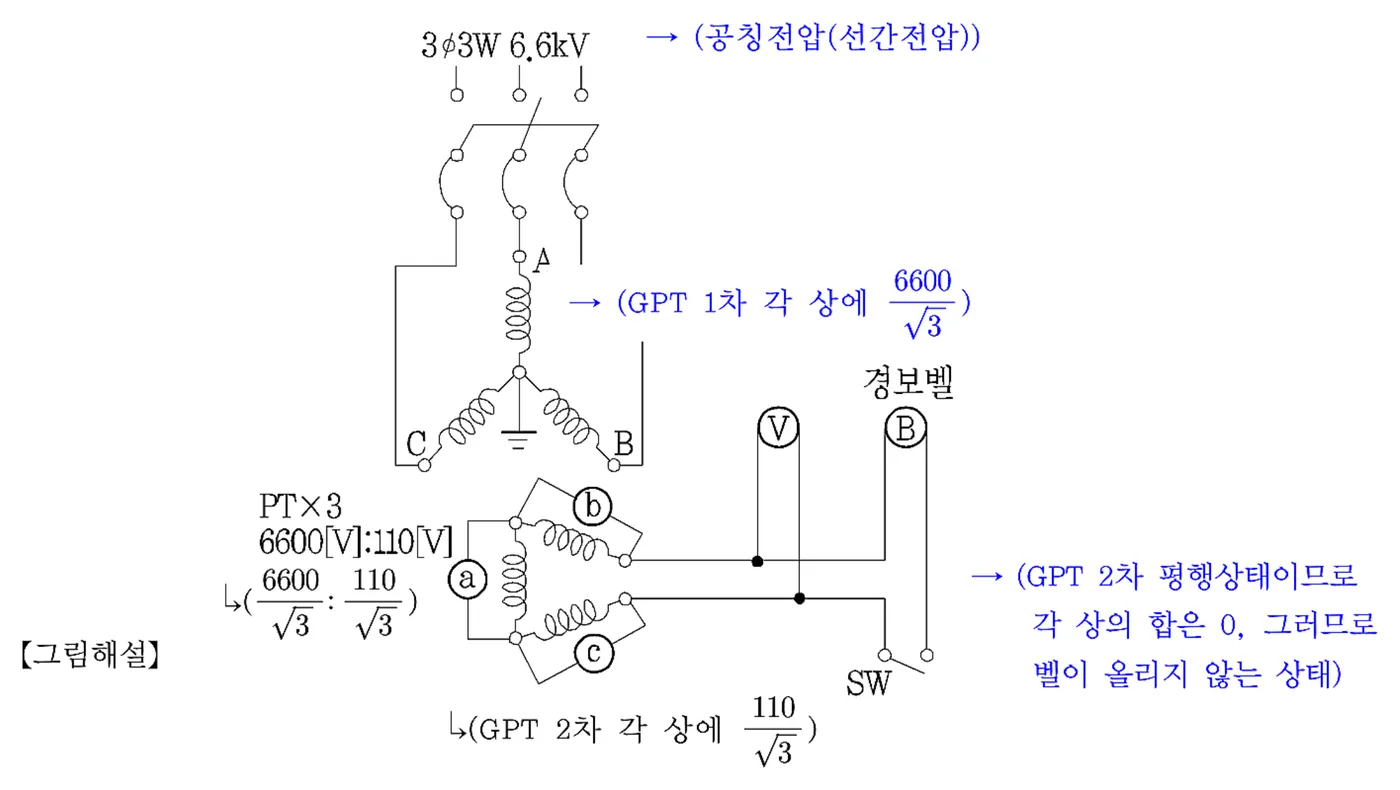 3∅3W 6.6kV → (공칭전압(선간전압))
A
→ (GPT 1차 각 상에 6600/√3)
경보벨
C
B
V
B
PT×3
6600[V]:110[V]
↳(6600/√3 : 110/√3)
b
a
c
→ (GPT 2차 평행상태이므로
각 상의 합은 0, 그러므로
벨이 올리지 않는 상태)
【그림해설】
SW
↳(GPT 2차 각 상에 110/√3)